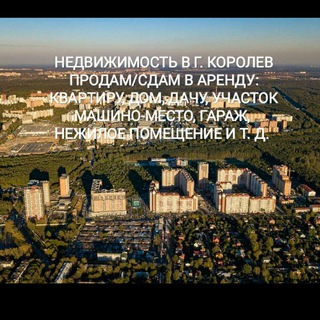 НЕДВИЖИМОСТЬ В Г. КОРОЛЕВ
ПРОДАМ/СДАМ В АРЕНДУ:
КВАРТИРУ, ДОМ, ДАЧУ, УЧАСТОК
МАШИНО-МЕСТО, ГАРАЖ,
НЕЖИЛОЕ ПОМЕЩЕНИЕ И Т. Д.